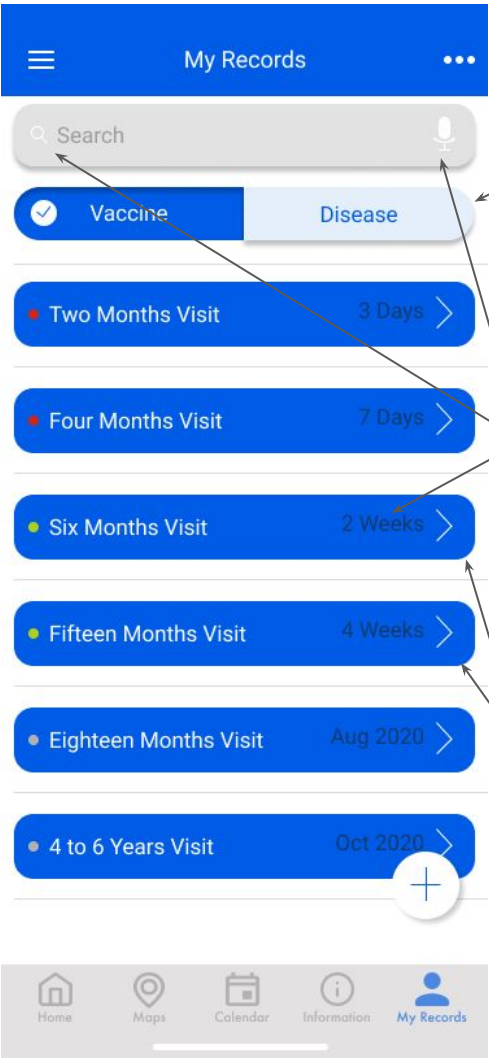 My Records
Search
Vaccine Disease
Two Months Visit 3 Days
Four Months Visit 7 Days
Six Months Visit 2 Weeks
Fifteen Months Visit 4 Weeks
Eighteen Months Visit Aug 2020
4 to 6 Years Visit Oct 2020
Home Maps Calendar Information My Records